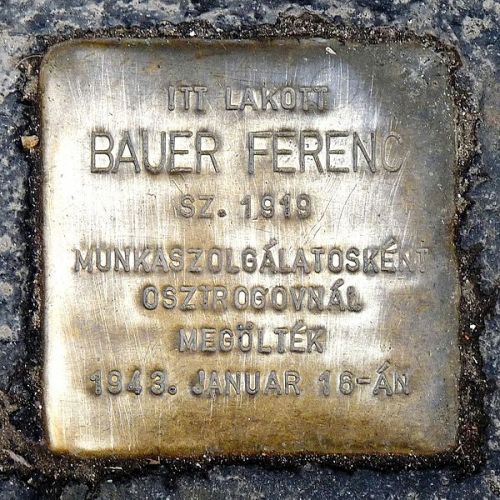 ITT LAKOTT
BAUER FERENC
SZ. 1919
MUNKASZOLGÁLATOSKÉNT
OSZTROGOVNÁL
MEGÖLTÉK
1943. JANUAR 16-ÁN